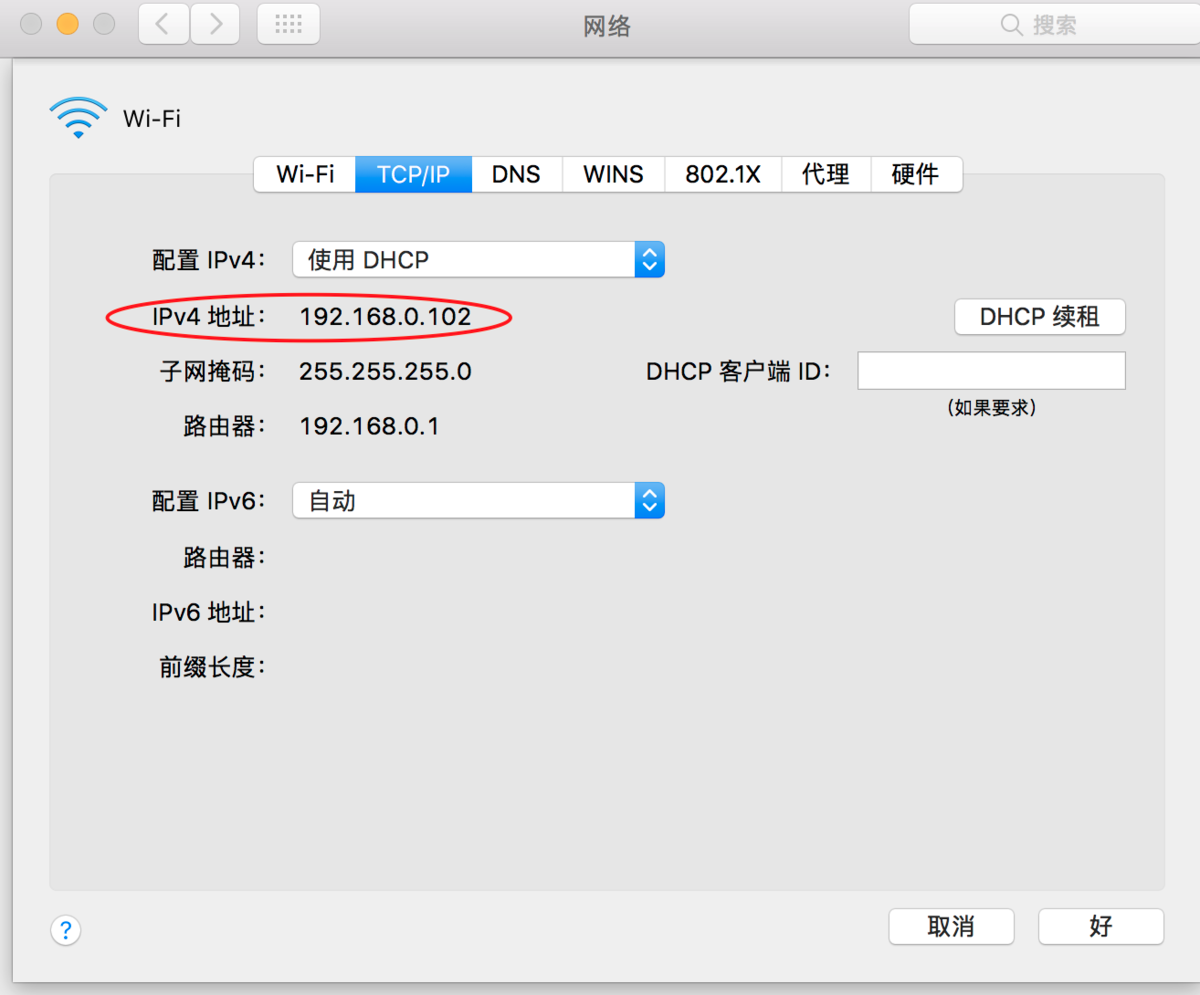 网络
搜索
Wi-Fi
Wi-Fi TCP/IP DNS WINS 802.1X 代理 硬件
配置 IPv4： 使用 DHCP
IPv4 地址： 192.168.0.102 DHCP 续租
子网掩码： 255.255.255.0 DHCP 客户端 ID：
（如果要求）
路由器： 192.168.0.1
配置 IPv6： 自动
路由器：
IPv6 地址：
前缀长度：
? 取消 好